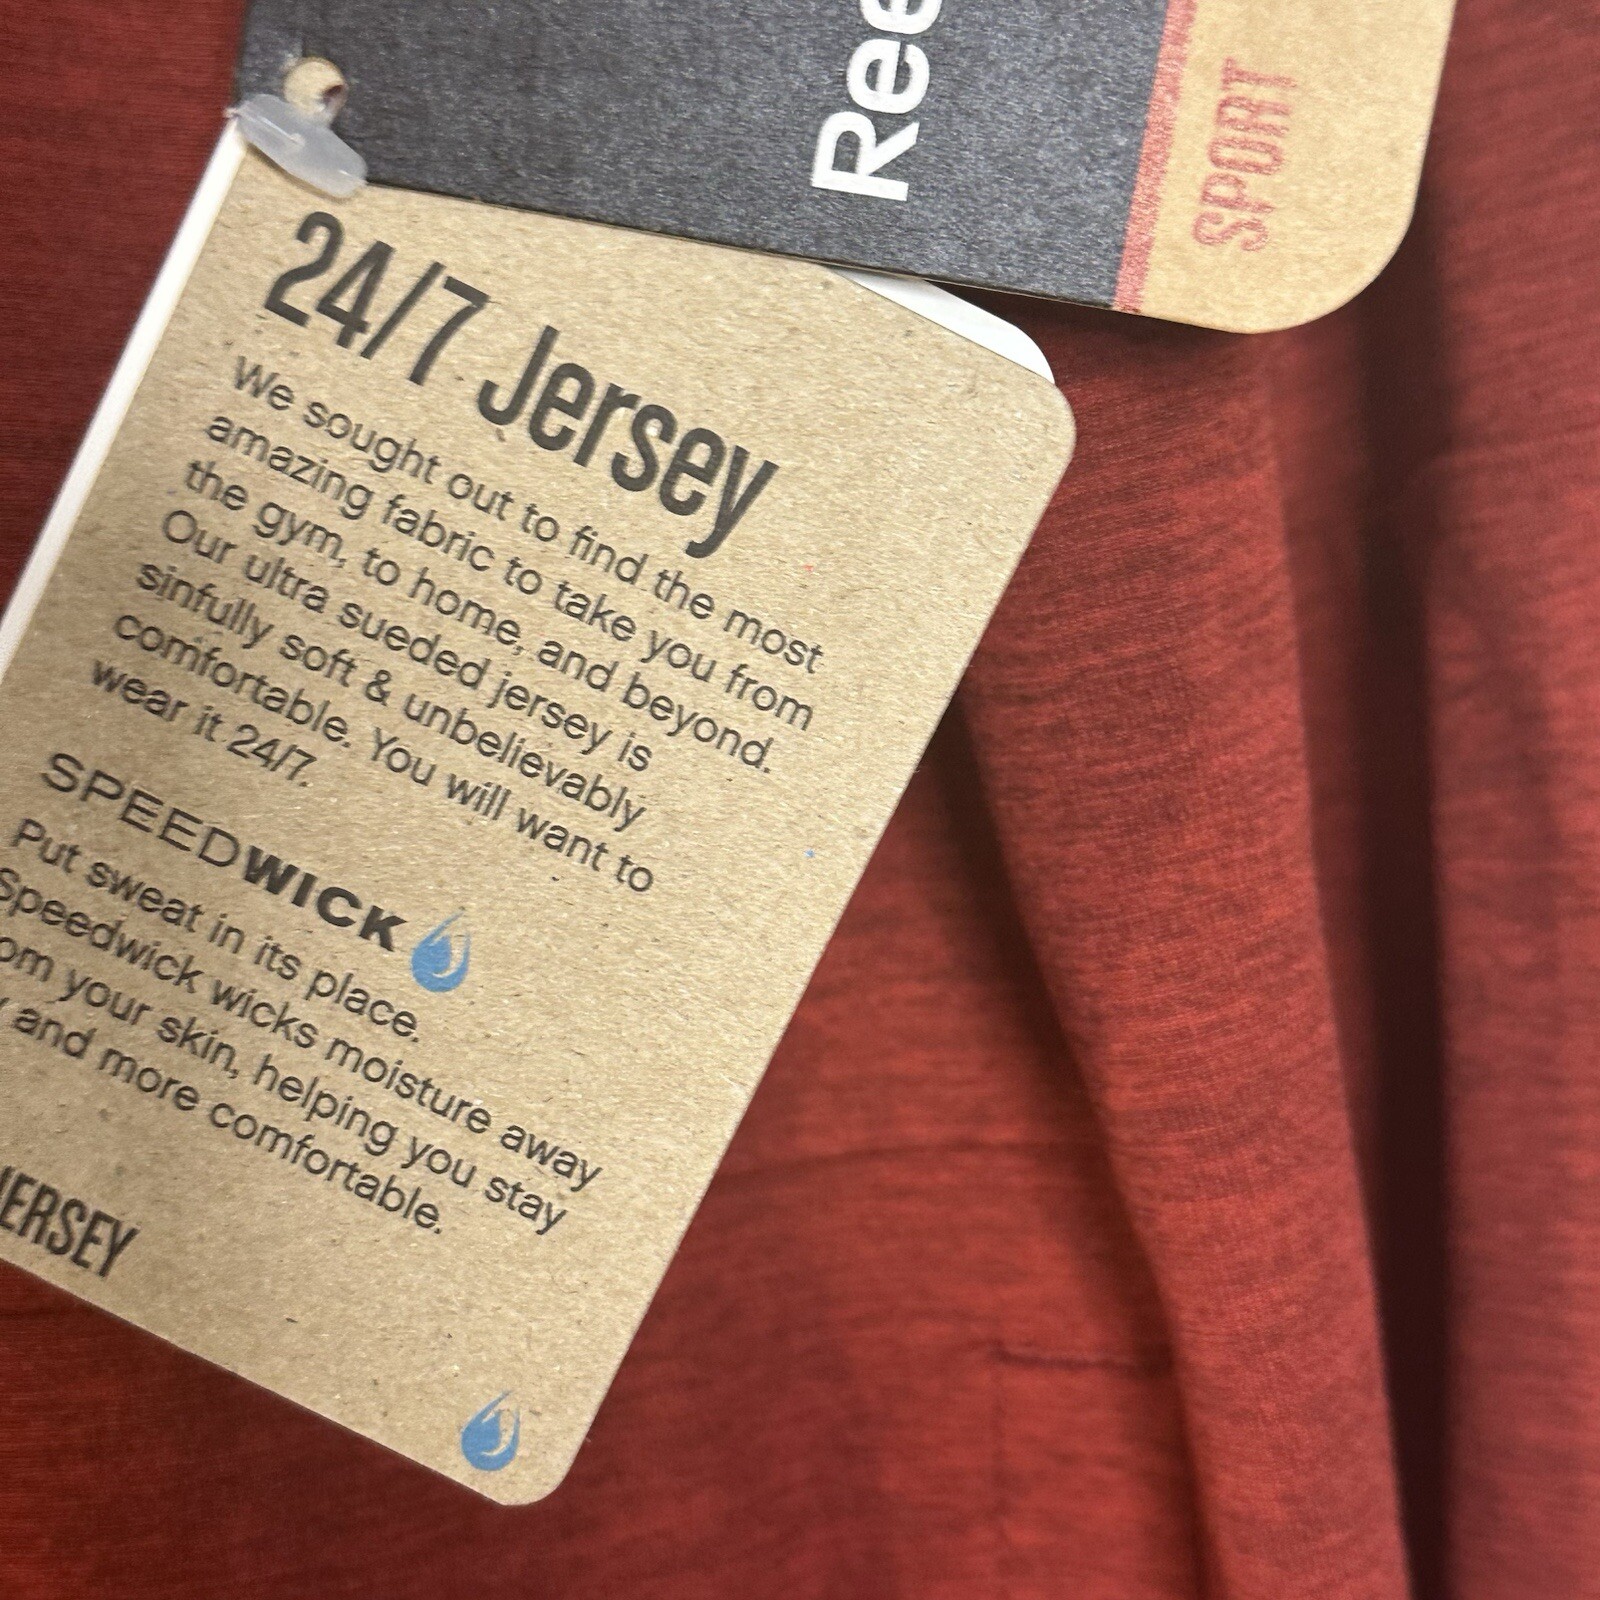 Ree
SPORT
24/7 Jersey
We sought out to find the most
amazing fabric to take you from
the gym, to home, and beyond.
Our ultra sueded jersey is
sinfully soft & unbelievably
comfortable. You will want to
wear it 24/7.
SPEEDWICK
Put sweat in its place.
Speedwick wicks moisture away
om your skin, helping you stay
and more comfortable.
JERSEY